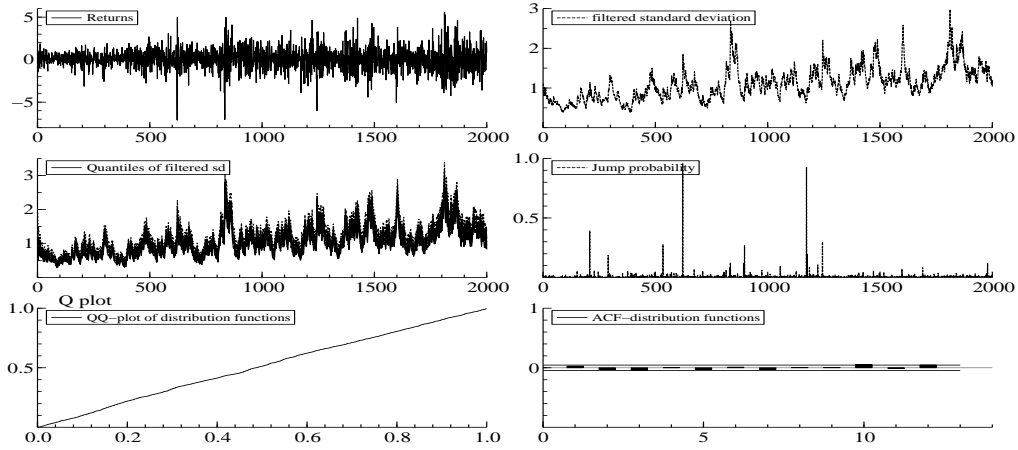 5
Returns
0
−5
0 500 1000 1500 2000
3
filtered standard deviation
2
1
0 500 1000 1500 2000
Quantiles of filtered sd
3
2
1
0 500 1000 1500 2000
1.0
Jump probability
0.5
0 500 1000 1500 2000
Q plot
1.0
QQ−plot of distribution functions
0.5
0.0 0.2 0.4 0.6 0.8 1.0
1
ACF−distribution functions
0
0 5 10